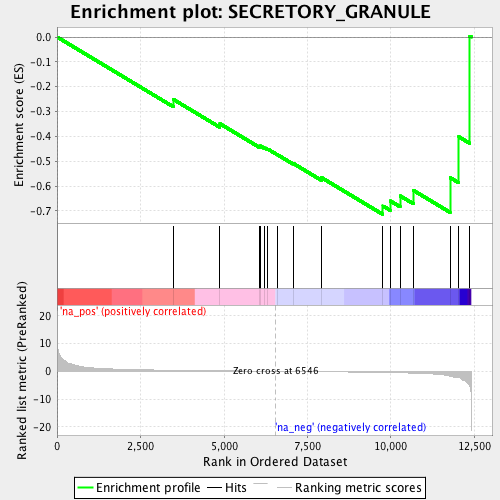 Enrichment plot: SECRETORY_GRANULE
Enrichment score (ES)
0.0
-0.1
-0.2
-0.3
-0.4
-0.5
-0.6
-0.7
'na_pos' (positively correlated)
Ranked list metric (PreRanked)
20
10
0
-10
-20
Zero cross at 6546
'na_neg' (negatively correlated)
0 2,500 5,000 7,500 10,000 12,500
Rank in Ordered Dataset
Enrichment profile Hits Ranking metric scores